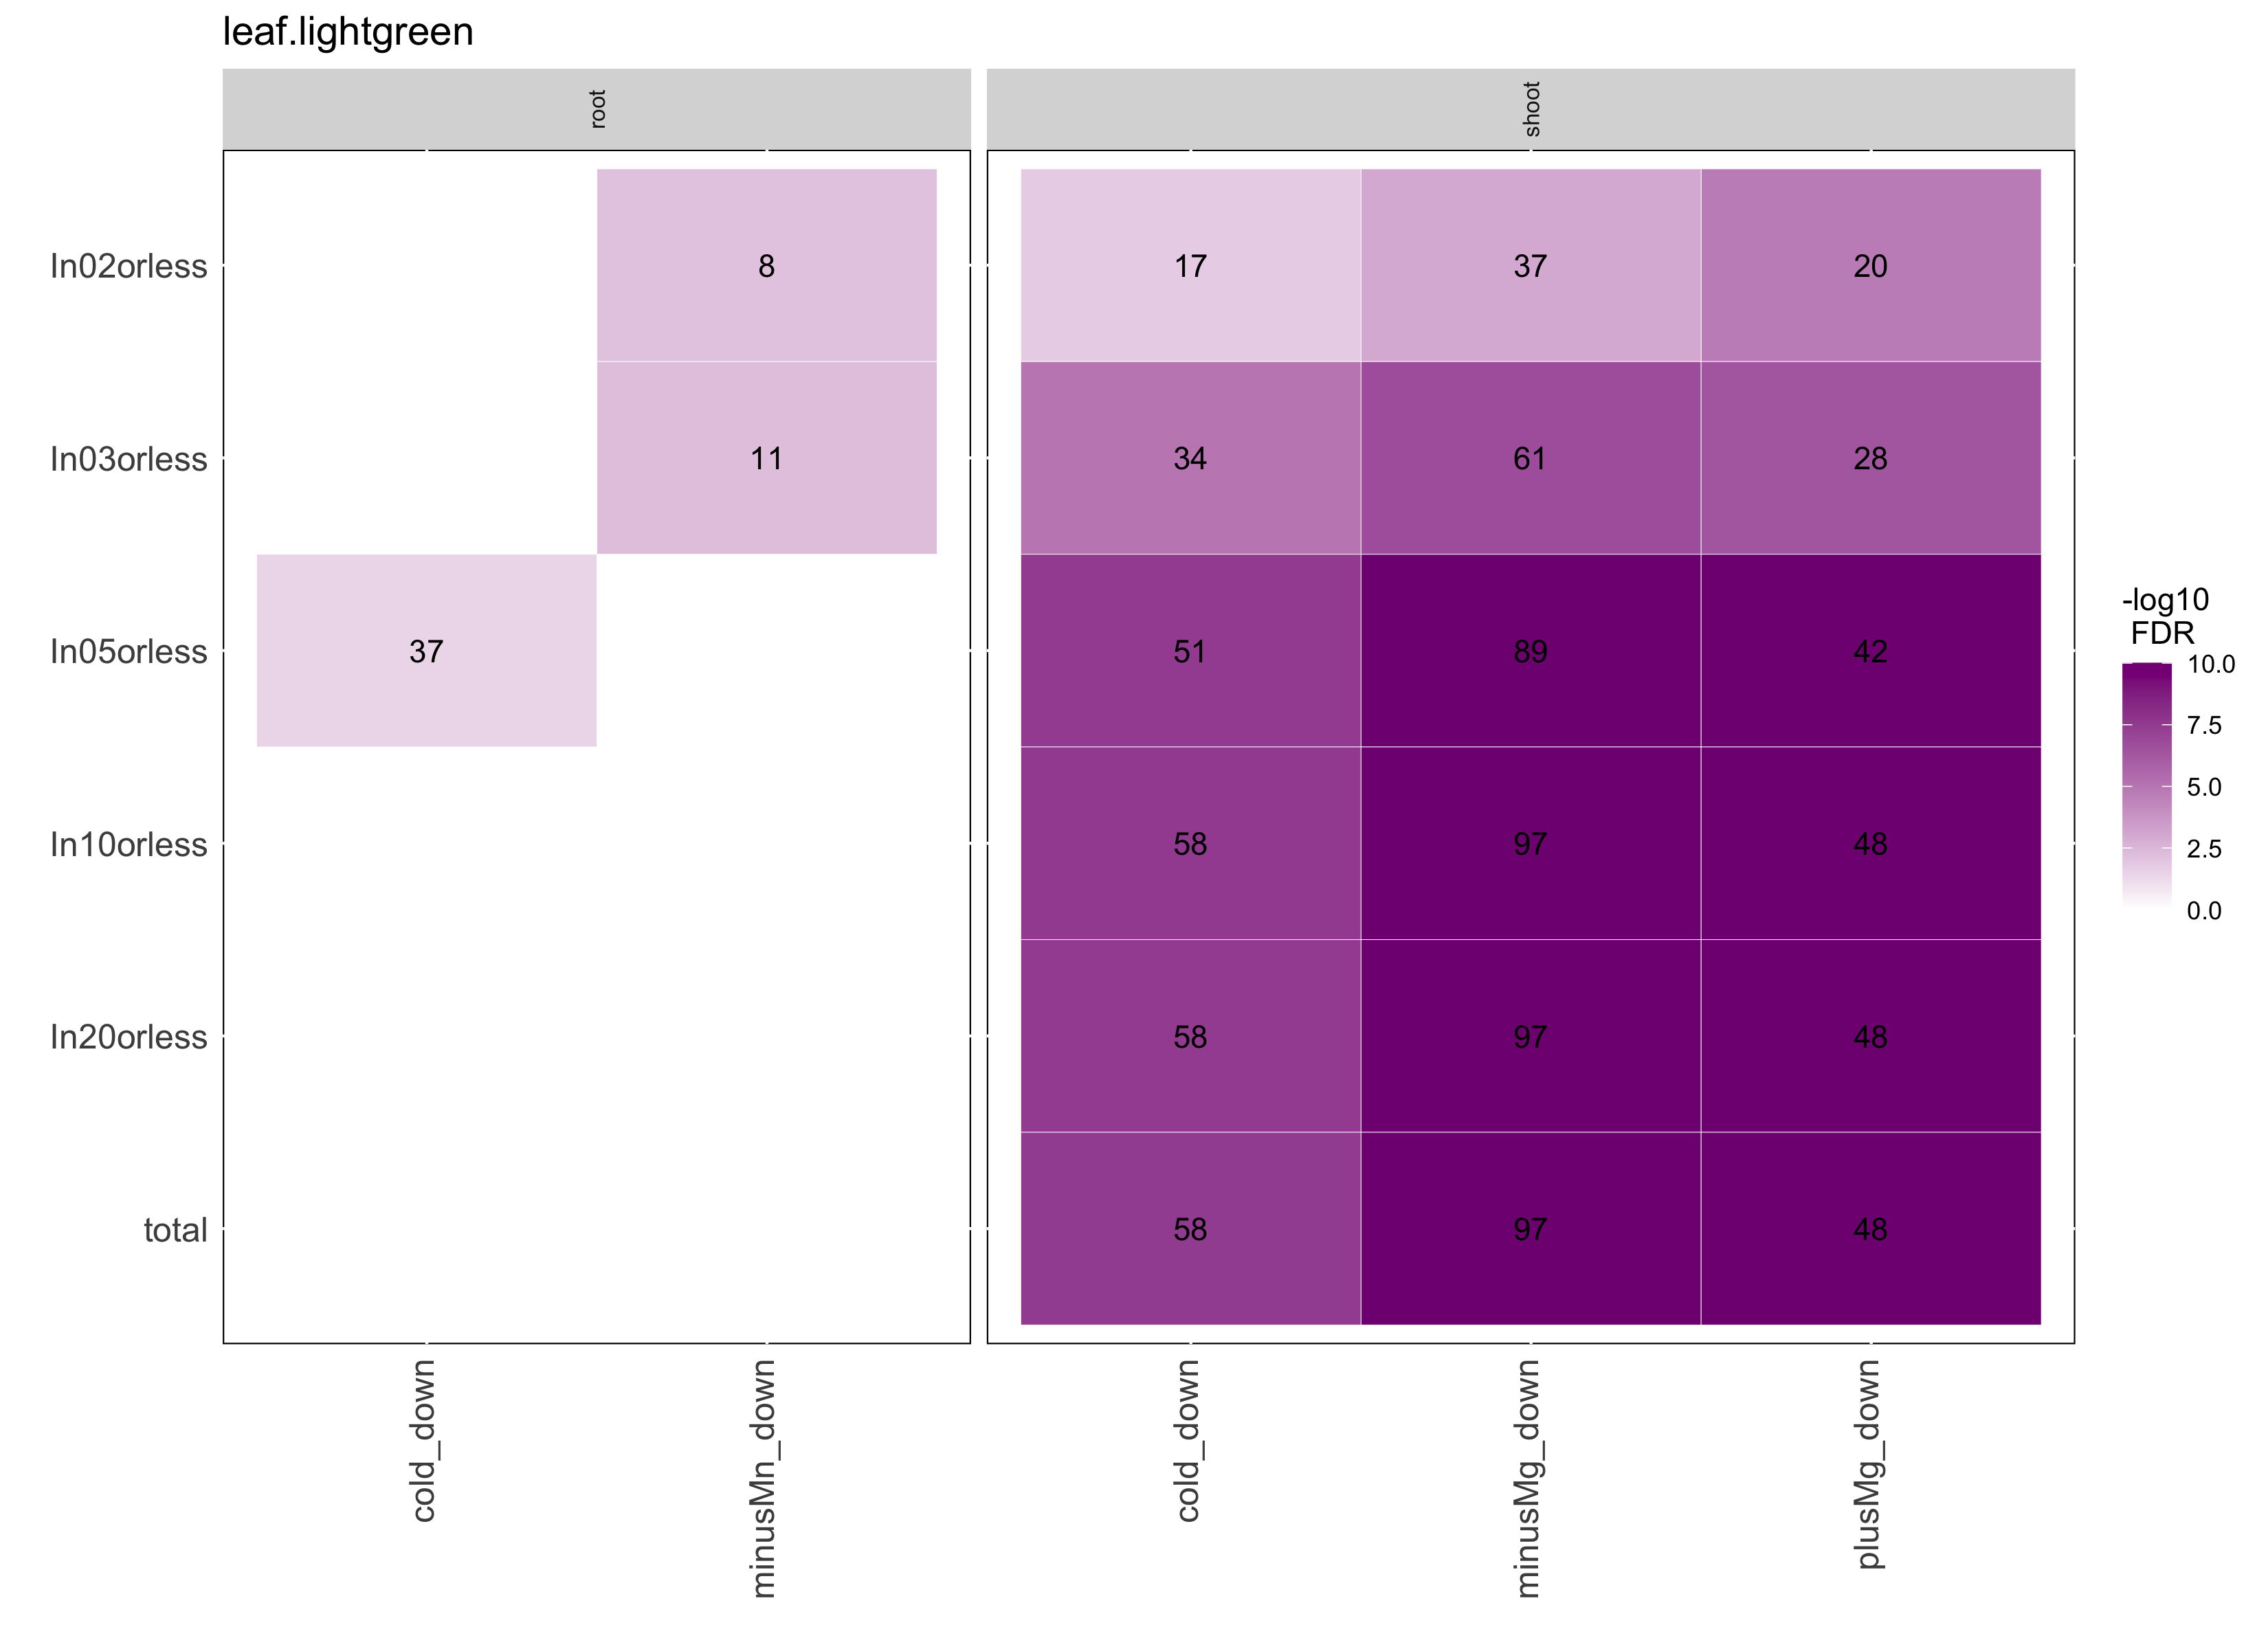 leaf.lightgreen
root
shoot
In02orless
8
17
37
20
In03orless
11
34
61
28
In05orless
37
51
89
42
In10orless
58
97
48
In20orless
58
97
48
total
58
97
48
cold_down
minusMn_down
cold_down
minusMg_down
plusMg_down
-log10
FDR
10.0
7.5
5.0
2.5
0.0